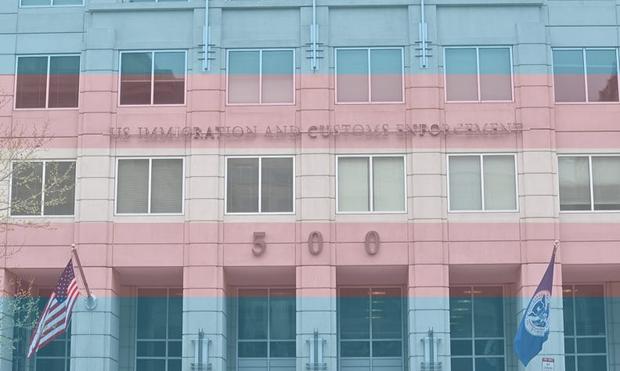 US IMMIGRATION AND CUSTOMS ENFORCEMENT
500